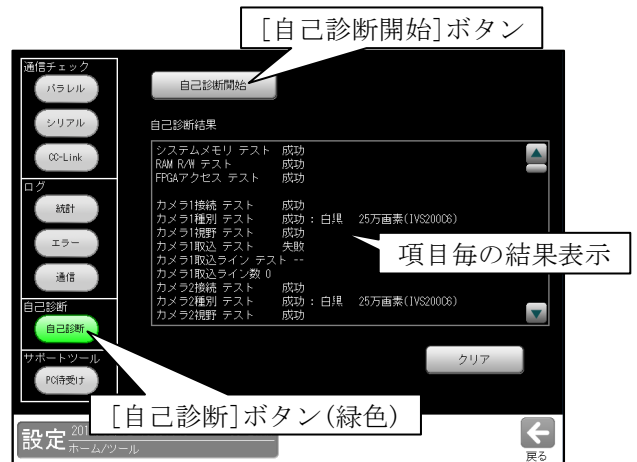 [自己診断開始]ボタン
通信チェック
パラレル
シリアル
CC-Link
ログ
統計
エラー
通信
自己診断
自己診断
サポートツール
PC待受け
自己診断開始
自己診断結果
システムメモリ テスト 成功
RAM R/W テスト 成功
FPGAアクセス テスト 成功
カメラ1接続 テスト 成功
カメラ1種別 テスト 成功 : 白黒 25万画素(IVS200C6)
カメラ1視野 テスト 成功
カメラ1取込 テスト 失敗
カメラ1取込ライン テスト --
カメラ1取込ライン数 0
カメラ2接続 テスト 成功
カメラ2種別 テスト 成功 : 白黒 25万画素(IVS200C6)
カメラ2視野 テスト 成功
項目毎の結果表示
クリア
[自己診断]ボタン(緑色)
設定
ホーム/ツール
戻る